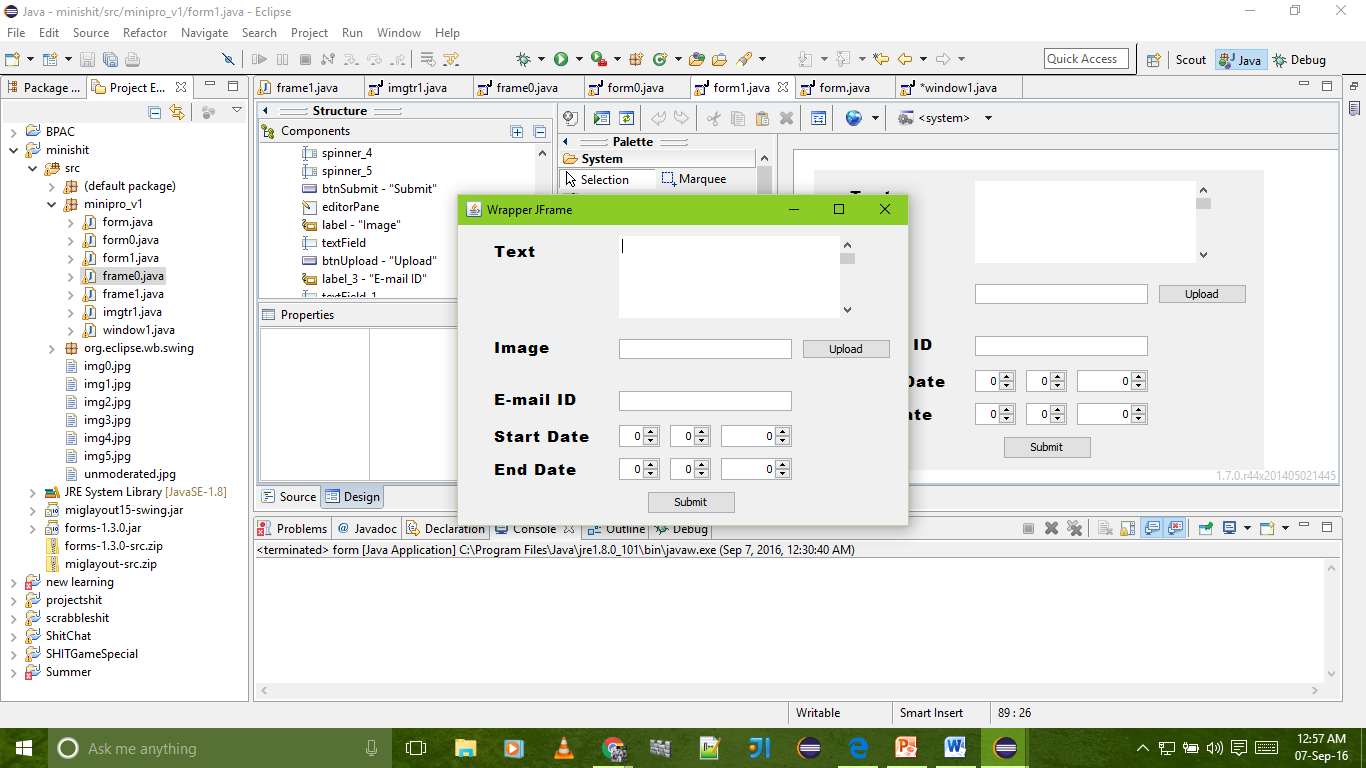 Java - minishit/src/minipro_v1/form1.java - Eclipse
File Edit Source Refactor Navigate Search Project Run Window Help
Quick Access
Scout
Java
Debug
Package ...
Project E...
BPAC
minishit
src
(default package)
minipro_v1
form.java
form0.java
form1.java
frame0.java
frame1.java
imgtr1.java
window1.java
org.eclipse.wb.swing
img0.jpg
img1.jpg
img2.jpg
img3.jpg
img4.jpg
img5.jpg
unmoderated.jpg
JRE System Library [JavaSE-1.8]
miglayout15-swing.jar
forms-1.3.0.jar
forms-1.3.0-src.zip
miglayout-src.zip
new learning
projectshit
scrabbleshit
ShitChat
SHITGameSpecial
Summer
frame1.java
imgtr1.java
frame0.java
form0.java
form1.java
form.java
*window1.java
Structure
Components
spinner_4
spinner_5
btnSubmit - "Submit"
editorPane
label - "Image"
textField
btnUpload - "Upload"
label_3 - "E-mail ID"
textField_1
Properties
<system>
Palette
System
Selection
Marquee
Upload
ID
Date
0 0 0
0 0 0
Submit
1.7.0.r44x201405021445
Wrapper JFrame
Text
Image
Upload
E-mail ID
Start Date
0 0 0
End Date
0 0 0
Submit
Source
Design
Problems
Javadoc
Declaration
Console
Outline
Debug
<terminated> form [Java Application] C:\Program Files\Java\jre1.8.0_101\bin\javaw.exe (Sep 7, 2016, 12:30:40 AM)
Writable
Smart Insert
89 : 26
Ask me anything
12:57 AM
07-Sep-16